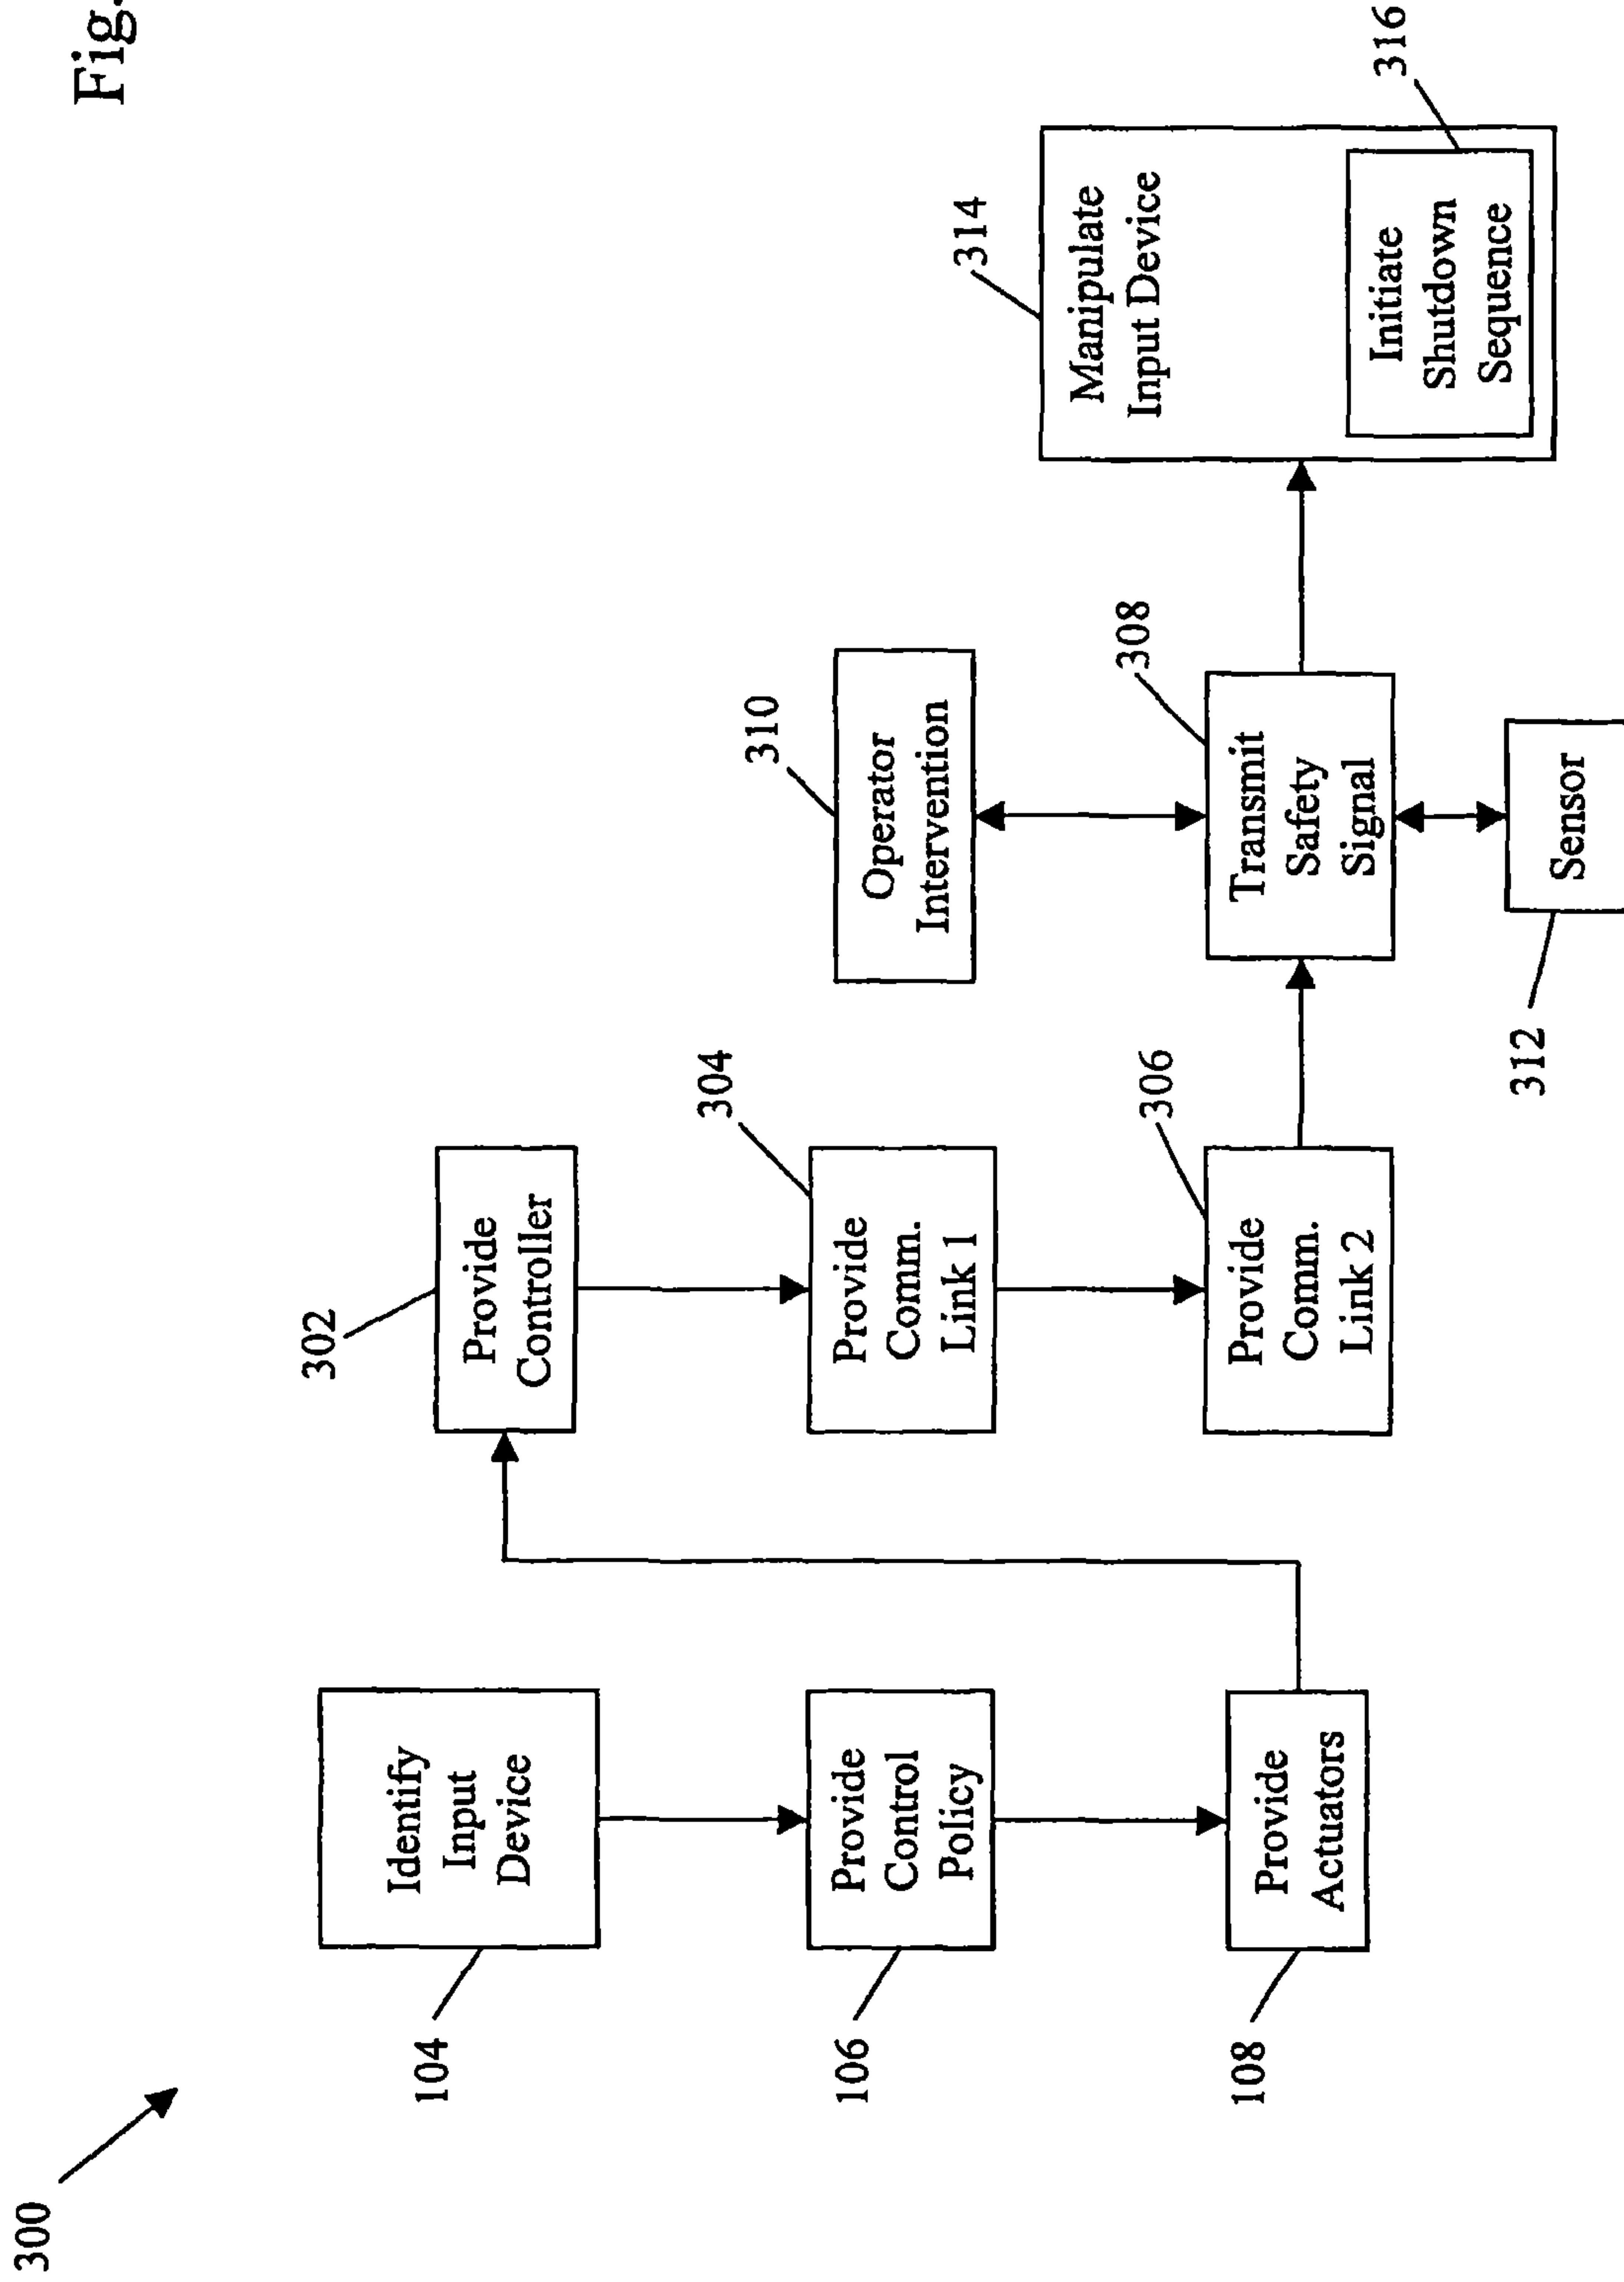 300
Fig.
104
Identify
Input
Device
106
Provide
Control
Policy
108
Provide
Actuators
302
Provide
Controller
304
Provide
Comm.
Link 1
306
Provide
Comm.
Link 2
310
Operator
Intervention
308
Transmit
Safety
Signal
312
Sensor
314
Manipulate
Input Device
316
Initiate
Shutdown
Sequence